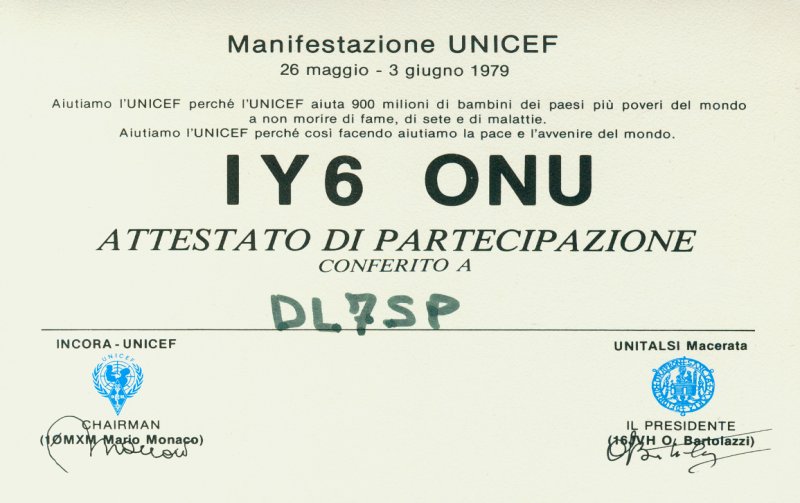 Manifestazione UNICEF
26 maggio - 3 giugno 1979
Aiutiamo l'UNICEF perché l'UNICEF aiuta 900 milioni di bambini dei paesi più poveri del mondo
a non morire di fame, di sete e di malattie.
Aiutiamo l'UNICEF perché così facendo aiutiamo la pace e l'avvenire del mondo.
IY6 ONU
ATTESTATO DI PARTECIPAZIONE
CONFERITO A
DL7SP
INCORA - UNICEF
UNICEF
CHAIRMAN
(1ØMXM Mario Monaco)
UNITALSI Macerata
IL PRESIDENTE
(16JVH O. Bartolazzi)